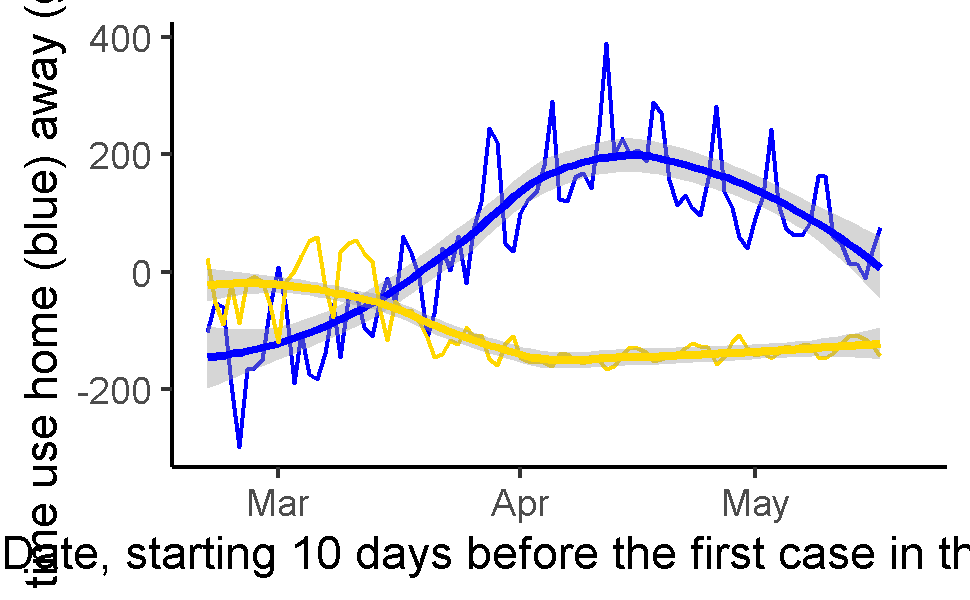 time use home (blue) away (
400
200
0
-200
Mar Apr May
Date, starting 10 days before the first case in th